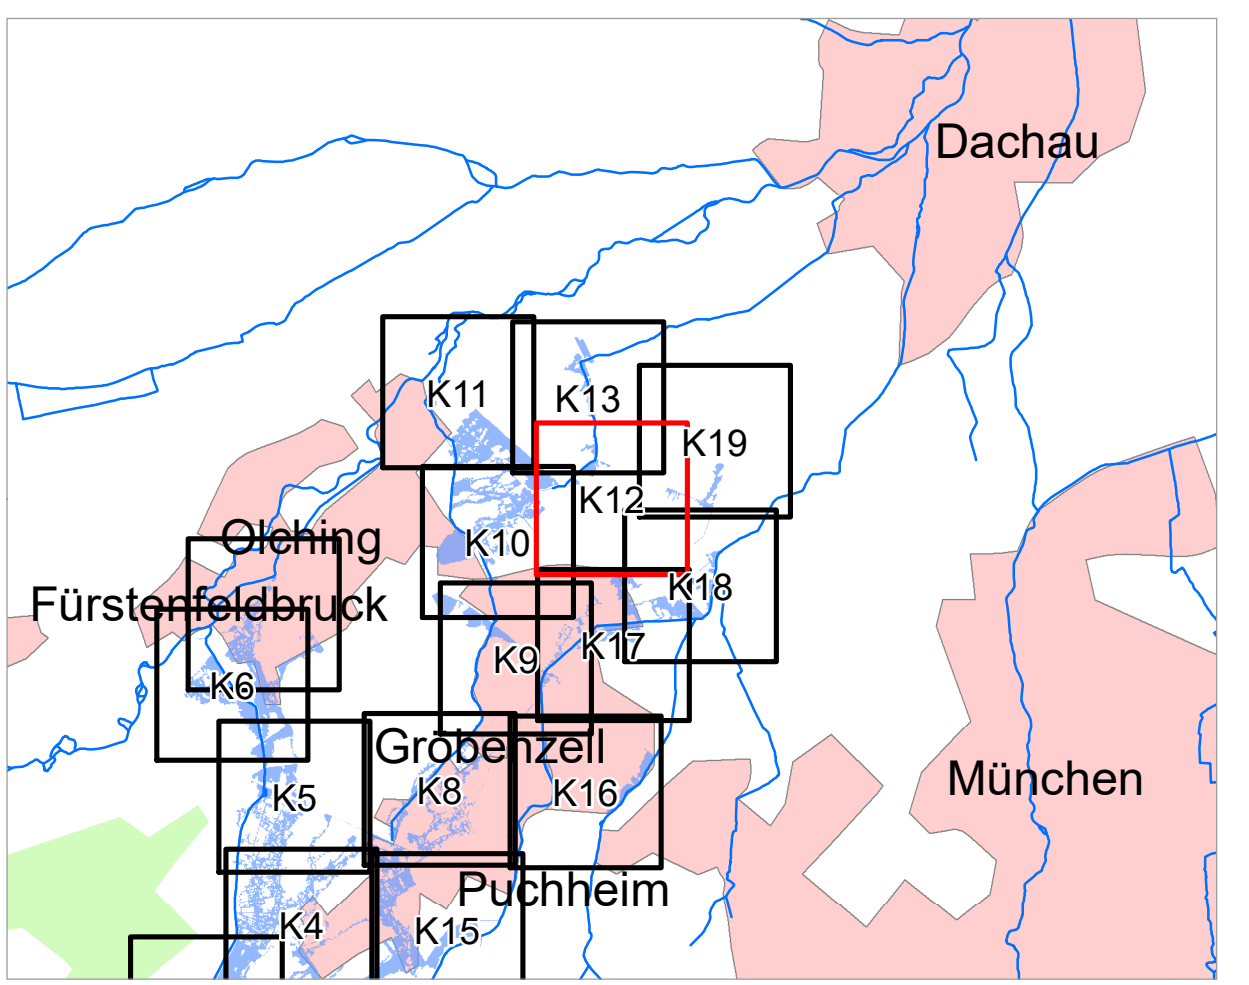 Dachau
K11
K13
K19
K12
Olching
K10
K18
Fürstenfeldbruck
K17
K9
K6
Gröbenzell
München
K5
K8
K16
Puchheim
K4
K15